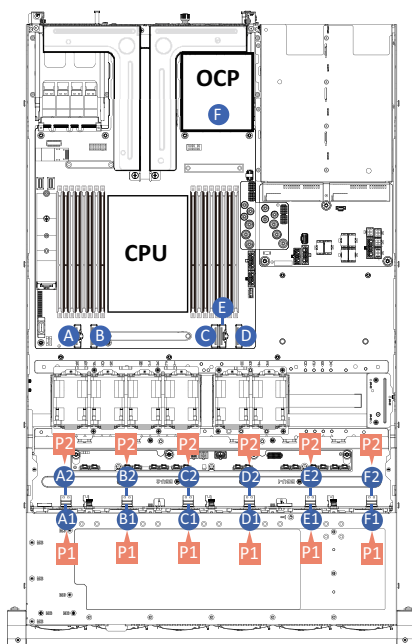 OCP
F
CPU
E
A B C D
P2 P2 P2 P2 P2 P2
A2 B2 C2 D2 E2 F2
A1 B1 C1 D1 E1 F1
P1 P1 P1 P1 P1 P1